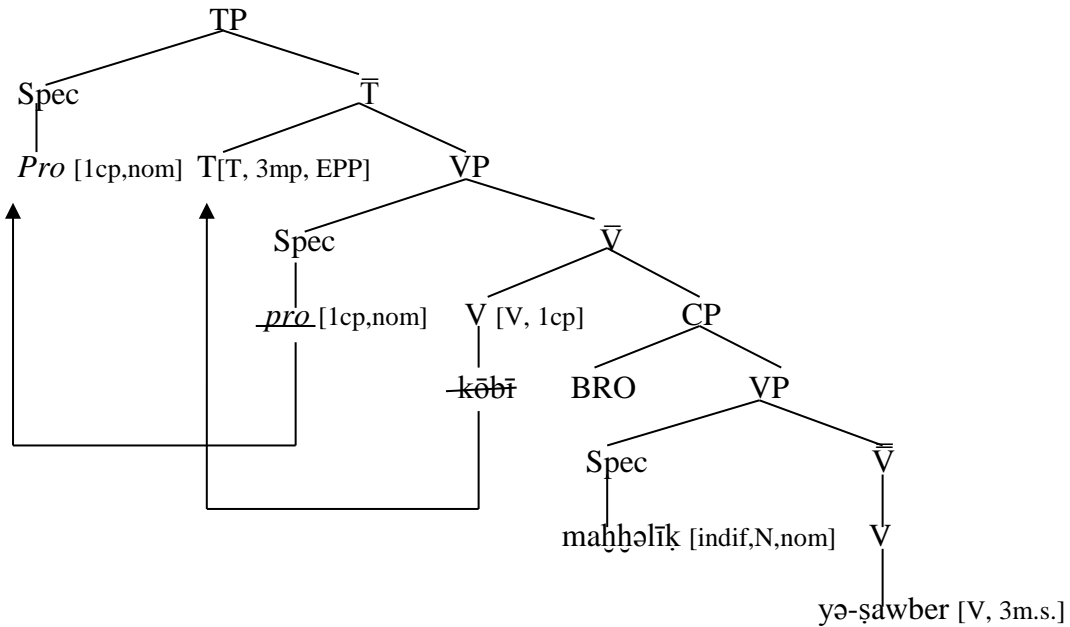 TP
Spec T̿
Pro [1cp,nom] T[T, 3mp, EPP] VP
Spec V̅
pro [1cp,nom] V [V, 1cp] CP
kōbī BRO VP
Spec V̿
maḫḫəlīḳ [indif,N,nom] V
yə-ṣawber [V, 3m.s.]